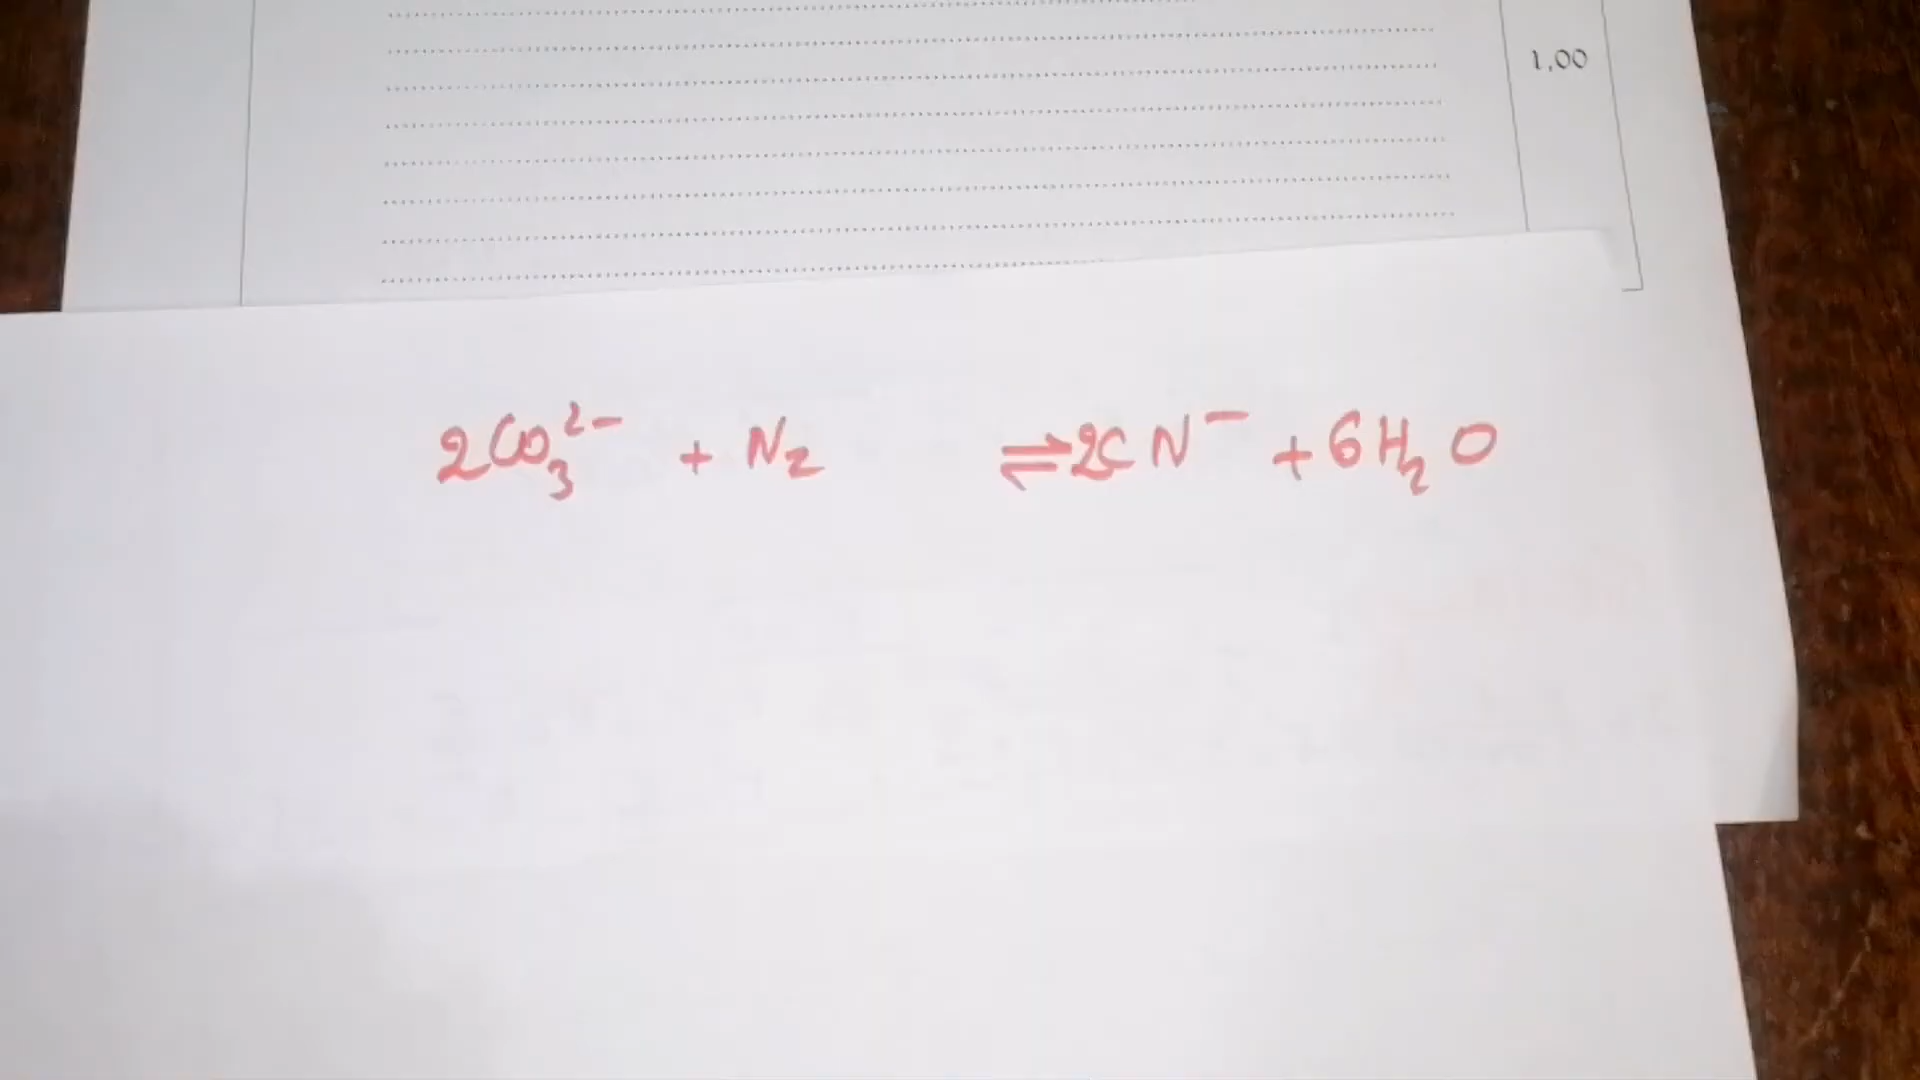 1,00
2CO₃²⁻ + N₂ ⇌ 2CN⁻ + 6H₂O